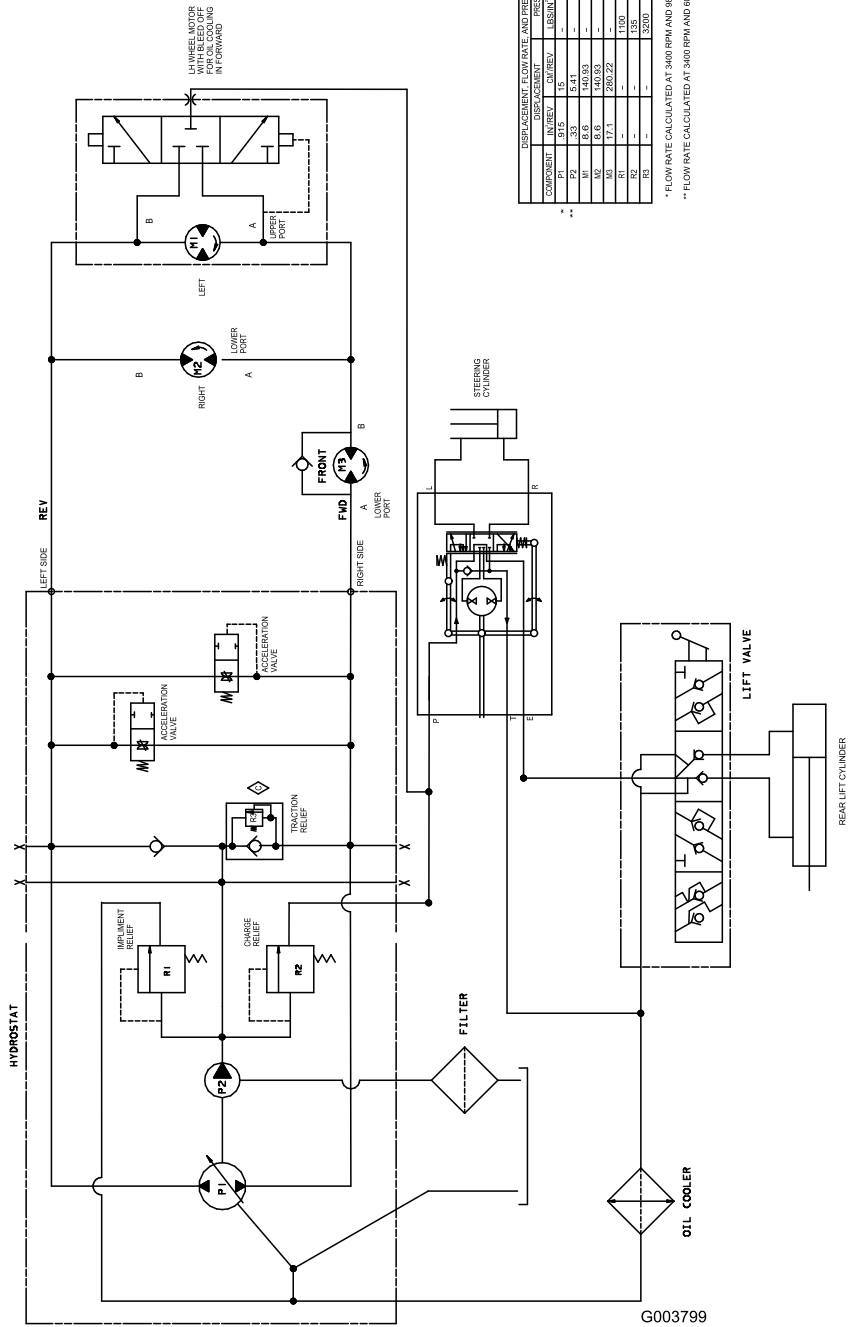 LH WHEEL MOTOR
WITH BLEED OFF
FOR OIL COOLING
IN FORWARD
B
A
UPPER
PORT
M1
LEFT
B
A
LOWER
PORT
M2
RIGHT
FRONT
M3
A
B
LOWER
PORT
REV
FWD
LEFT SIDE
RIGHT SIDE
ACCELERATION
VALVE
ACCELERATION
VALVE
C
R3
TRACTION
RELIEF
IMPLIMENT
RELIEF
R1
CHARGE
RELIEF
R2
HYDROSTAT
P2
P1
FILTER
OIL COOLER
STEERING
CYLINDER
L
R
P
T
E
LIFT VALVE
REAR LIFT CYLINDER
DISPLACEMENT, FLOW RATE, AND PRE
DISPLACEMENT PRES
COMPONENT IN³/REV CM³/REV LBS/IN
* P1 .915 15 –
** P2 .33 5.41 –
M1 8.6 140.93 –
M2 8.6 140.93 –
M3 17.1 280.22 –
R1 – – 1100
R2 – – 135
R3 – – 3200
* FLOW RATE CALCULATED AT 3400 RPM AND 98
** FLOW RATE CALCULATED AT 3400 RPM AND 6
G003799